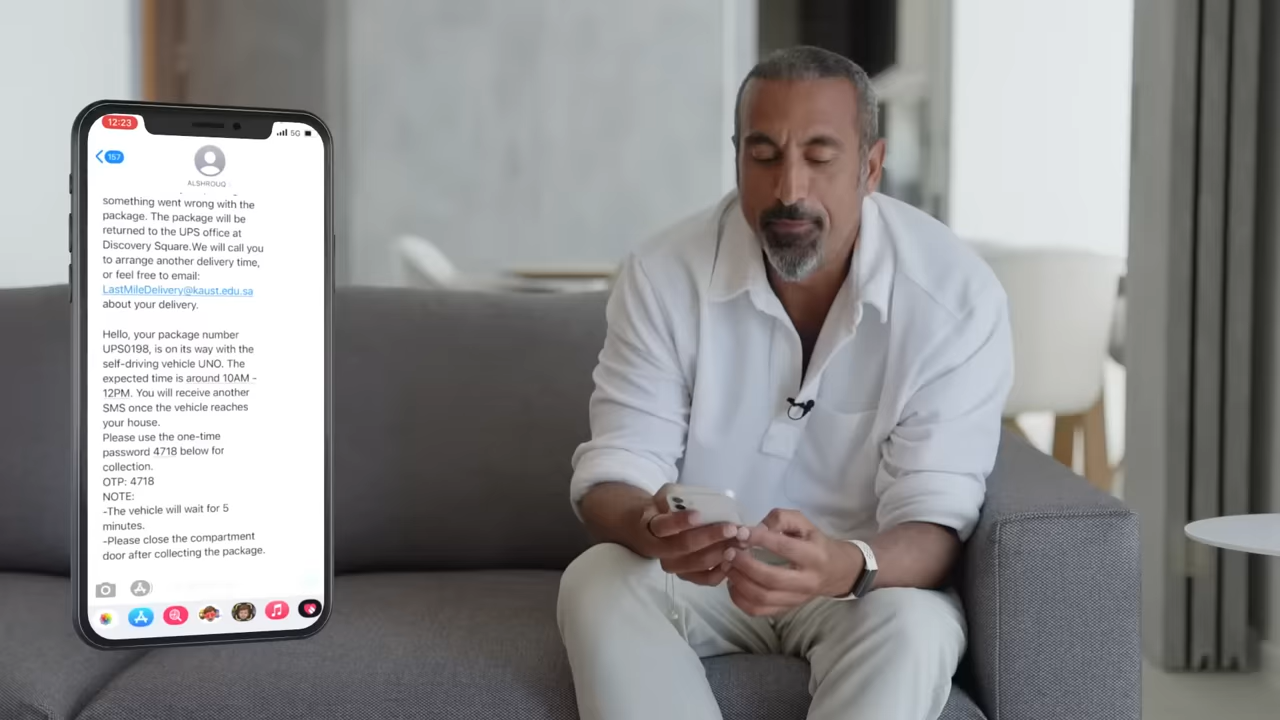 12:23
5G
157
ALSHROUQ
something went wrong with the
package. The package will be
returned to the UPS office at
Discovery Square.We will call you
to arrange another delivery time,
or feel free to email:
LastMileDelivery@kaust.edu.sa
about your delivery.
Hello, your package number
UPS0198, is on its way with the
self-driving vehicle UNO. The
expected time is around 10AM -
12PM. You will receive another
SMS once the vehicle reaches
your house.
Please use the one-time
password 4718 below for
collection.
OTP: 4718
NOTE:
-The vehicle will wait for 5
minutes.
-Please close the compartment
door after collecting the package.